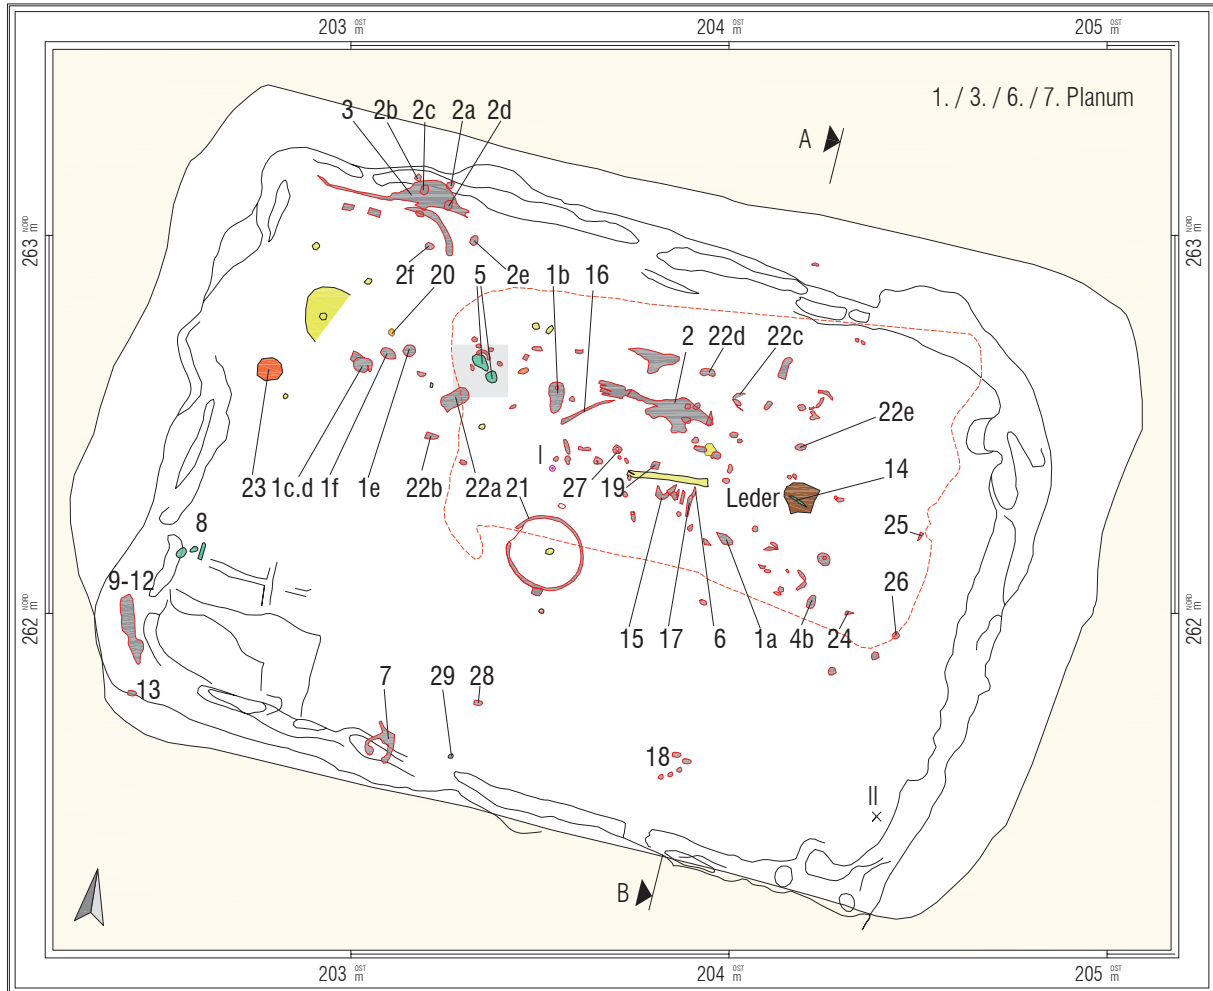 203 OST m 204 OST m 205 OST m
1. / 3. / 6. / 7. Planum
3 2b 2c 2a 2d
A
263 m NORD
263 m NORD
2f 20 5 2e 1b 16
2 22d 22c
22e
I
23 1c.d 1f 1e 22b 22a 21 27 19 Leder 14
8
25
9-12
26
262 m NORD
262 m NORD
15 17 6 1a 4b 24
13
7 29 28
18
II
B
203 OST m 204 OST m 205 OST m